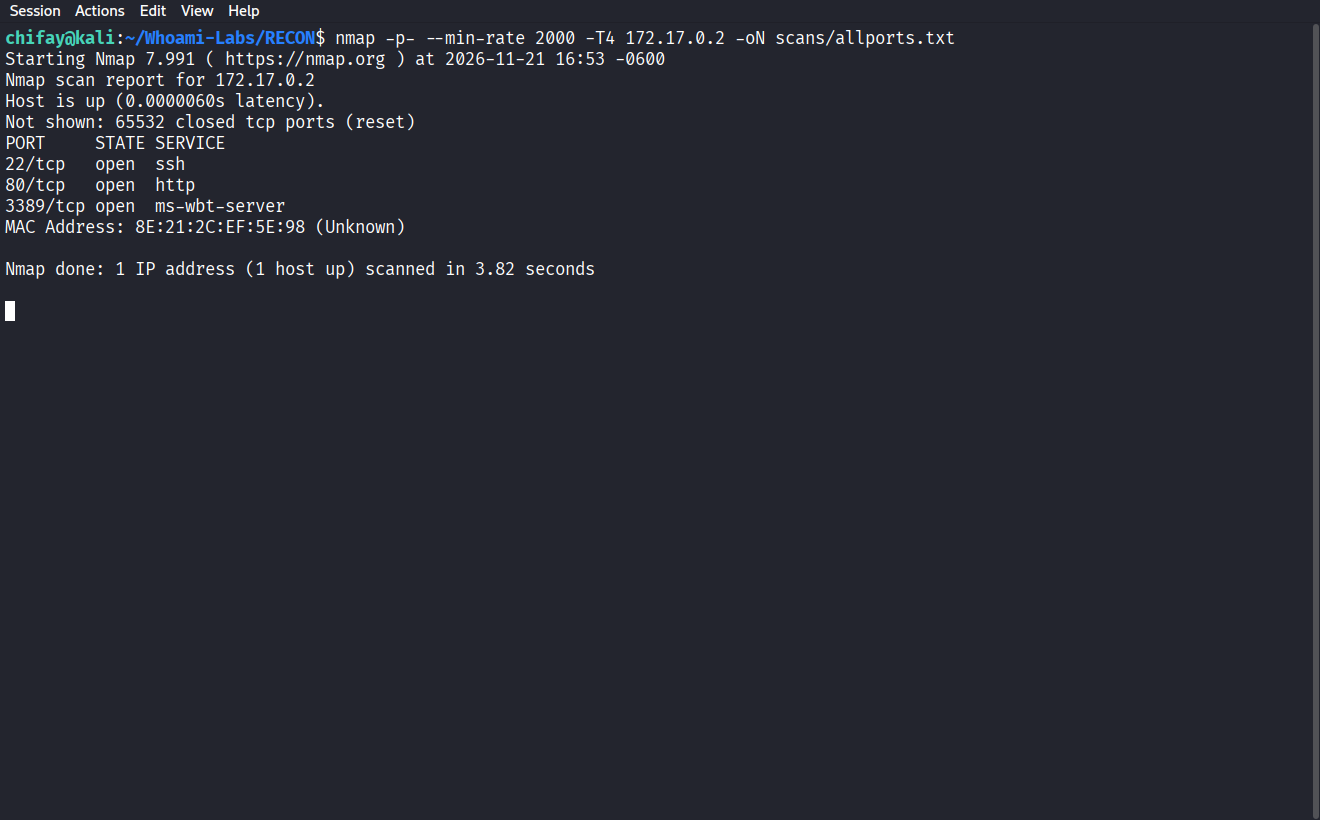 Session Actions Edit View Help
chifay@kali:~/Whoami-Labs/RECON$ nmap -p- --min-rate 2000 -T4 172.17.0.2 -oN scans/allports.txt
Starting Nmap 7.991 ( https://nmap.org ) at 2026-11-21 16:53 -0600
Nmap scan report for 172.17.0.2
Host is up (0.0000060s latency).
Not shown: 65532 closed tcp ports (reset)
PORT     STATE SERVICE
22/tcp   open  ssh
80/tcp   open  http
3389/tcp open  ms-wbt-server
MAC Address: 8E:21:2C:EF:5E:98 (Unknown)
Nmap done: 1 IP address (1 host up) scanned in 3.82 seconds